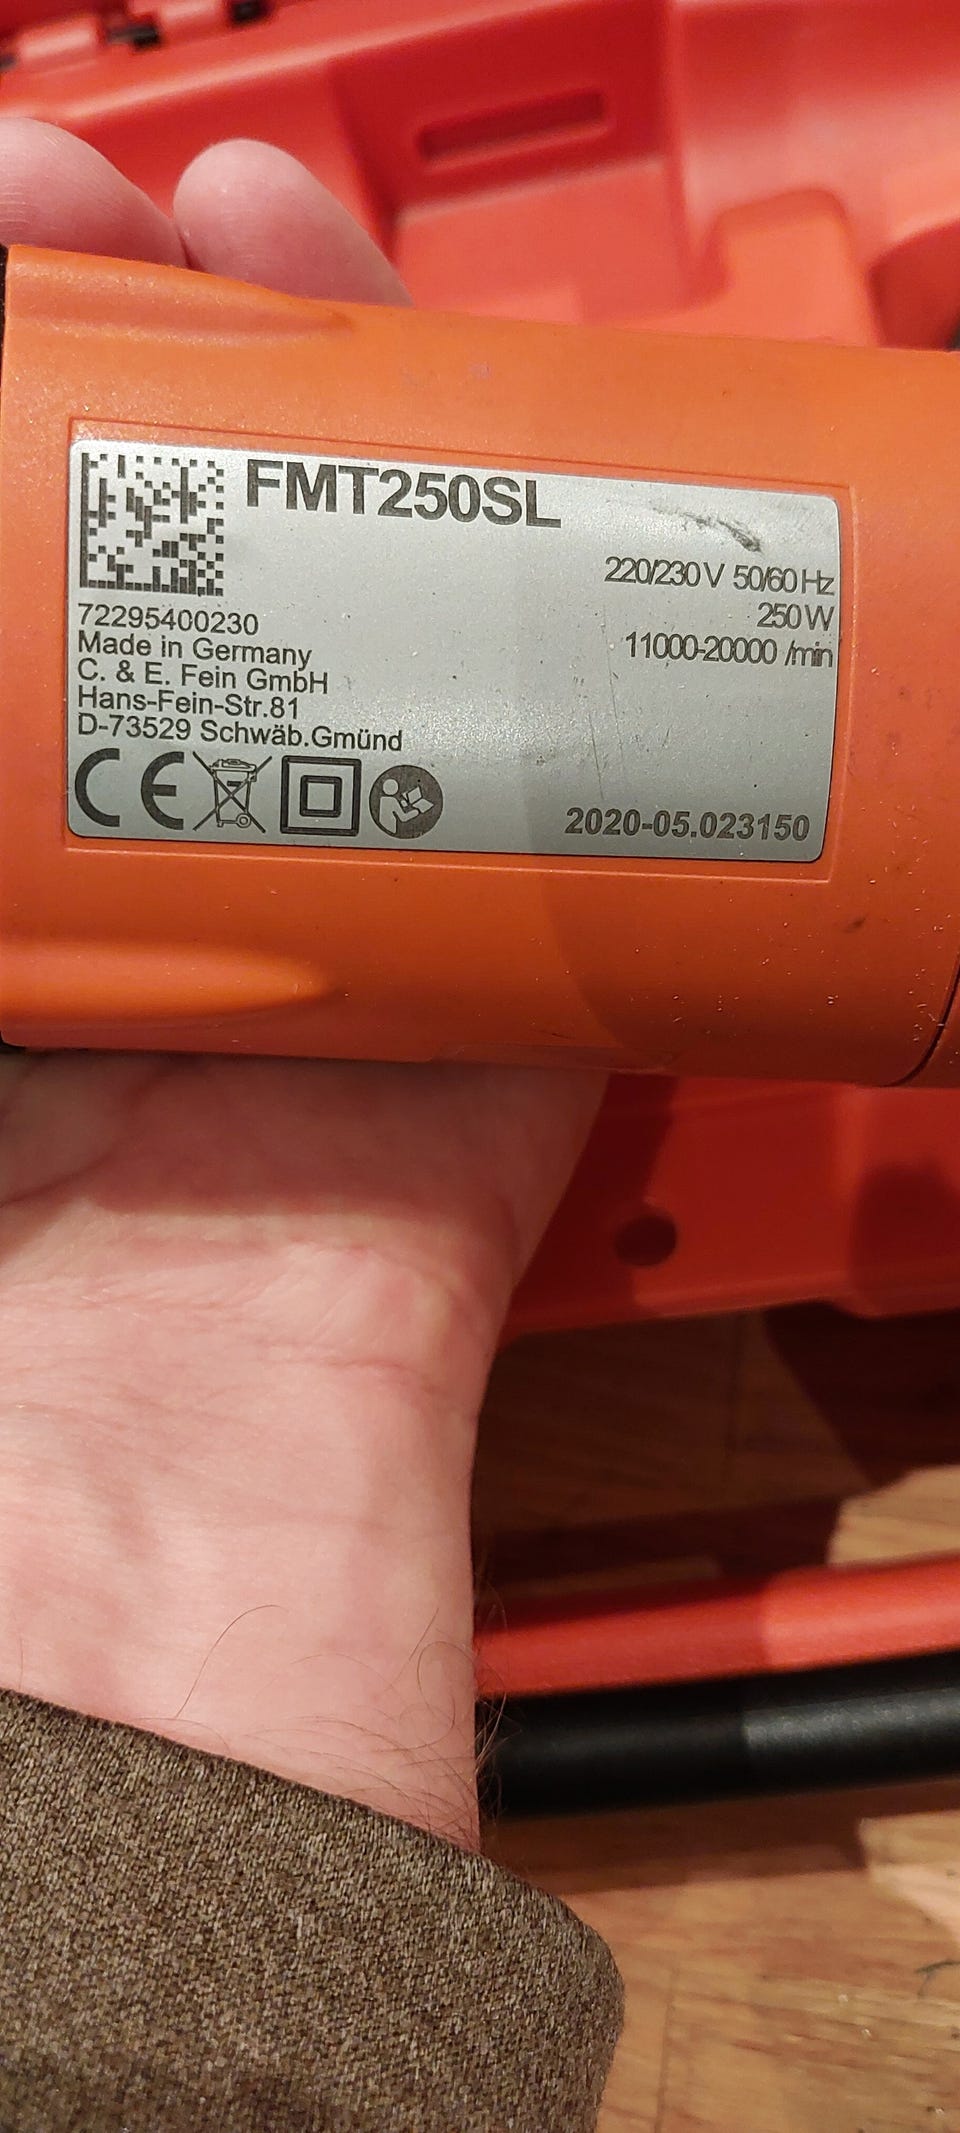 FMT250SL
220/230 V 50/60 Hz
250 W
11000-20000 /min
72295400230
Made in Germany
C. & E. Fein GmbH
Hans-Fein-Str.81
D-73529 Schwäb.Gmünd
CE
2020-05.023150